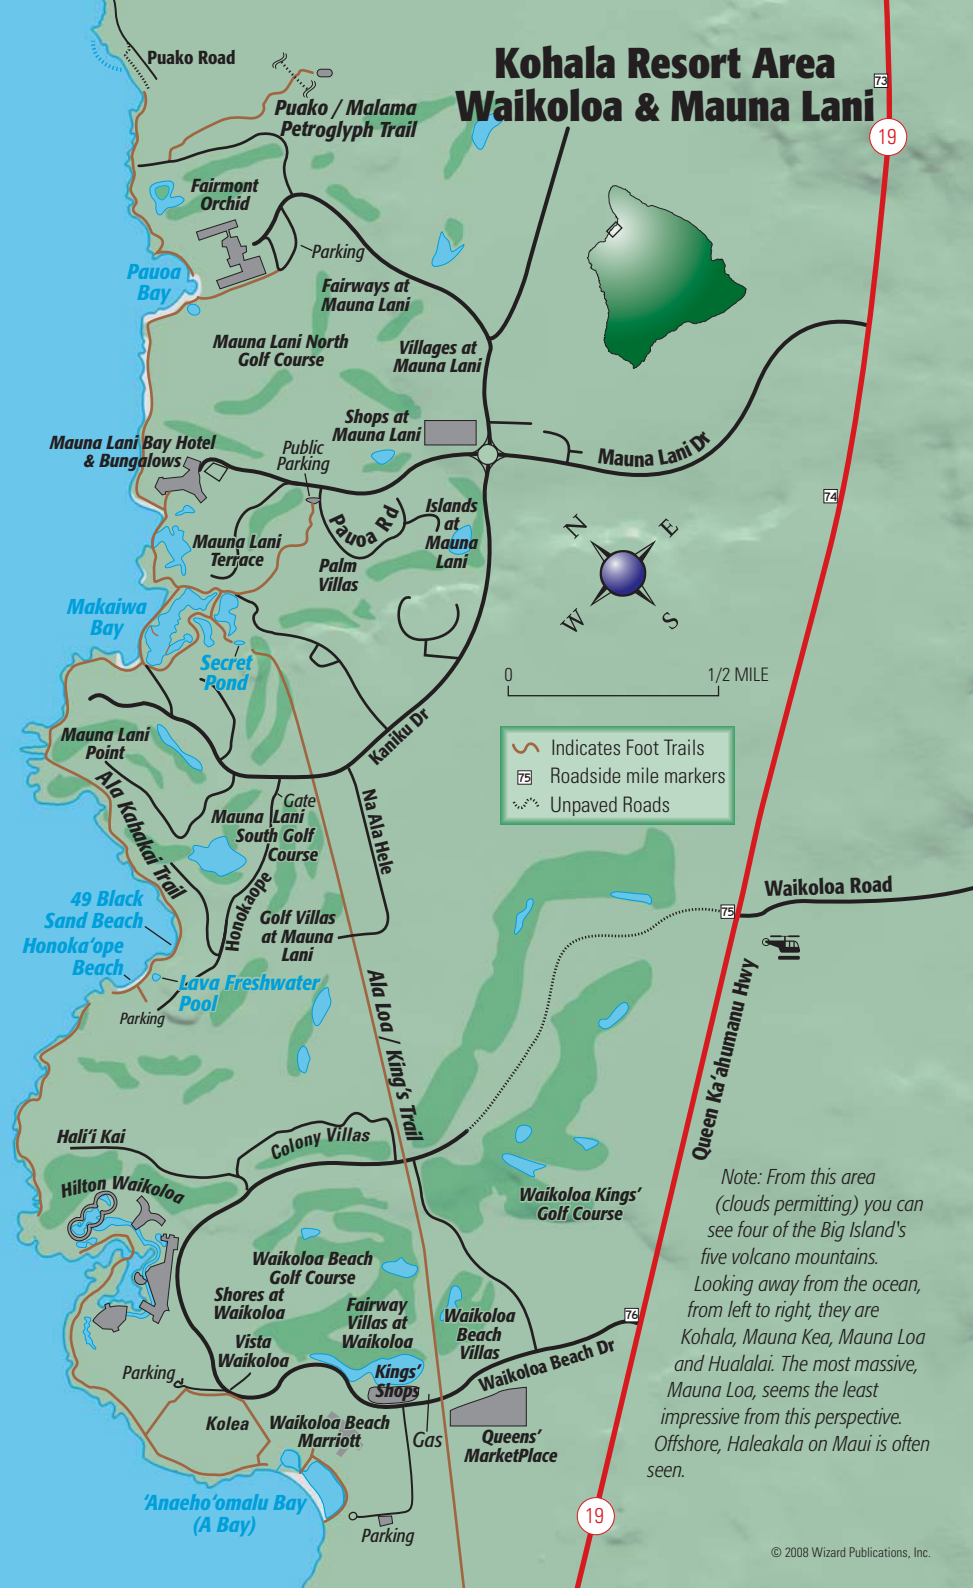 Kohala Resort Area
Waikoloa & Mauna Lani
Puako Road
73
19
Puako / Malama
Petroglyph Trail
Fairmont
Orchid
Parking
Pauoa
Bay
Fairways at
Mauna Lani
Mauna Lani North
Golf Course
Villages at
Mauna Lani
Shops at
Mauna Lani
Mauna Lani Bay Hotel
& Bungalows
Public
Parking
Mauna Lani Dr
74
Pauoa Rd
Islands
at
Mauna
Lani
Mauna Lani
Terrace
Palm
Villas
N
E
W
S
Makaiwa
Bay
Secret
Pond
0
1/2 MILE
Kaniku Dr
Mauna Lani
Point
Indicates Foot Trails
75
Roadside mile markers
Unpaved Roads
Ala Kahakai Trail
Gate
Mauna Lani
South Golf
Course
Na Ala Hele
Honokaope
49 Black
Sand Beach
Honoka‘ope
Beach
Golf Villas
at Mauna
Lani
Lava Freshwater
Pool
Parking
Waikoloa Road
75
Queen Ka‘ahumanu Hwy
Ala Loa / King's Trail
Hali‘i Kai
Colony Villas
Hilton Waikoloa
Waikoloa Kings’
Golf Course
Note: From this area
(clouds permitting) you can
see four of the Big Island's
five volcano mountains.
Looking away from the ocean,
from left to right, they are
Kohala, Mauna Kea, Mauna Loa
and Hualalai. The most massive,
Mauna Loa, seems the least
impressive from this perspective.
Offshore, Haleakala on Maui is often
seen.
Waikoloa Beach
Golf Course
Shores at
Waikoloa
Fairway
Villas at
Waikoloa
Waikoloa
Beach
Villas
76
Vista
Waikoloa
Parking
Kings’
Shops
Waikoloa Beach Dr
Kolea
Waikoloa Beach
Marriott
Gas
Queens’
MarketPlace
‘Anaeho‘omalu Bay
(A Bay)
Parking
19
© 2008 Wizard Publications, Inc.